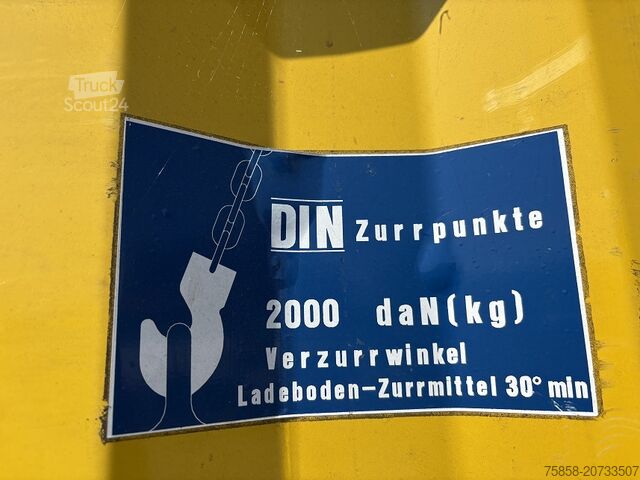 Truck
Scout24
DIN Zurrpunkte
2000 daN(kg)
Verzurrwinkel
Ladeboden-Zurrmittel 30° min
75858-20733507